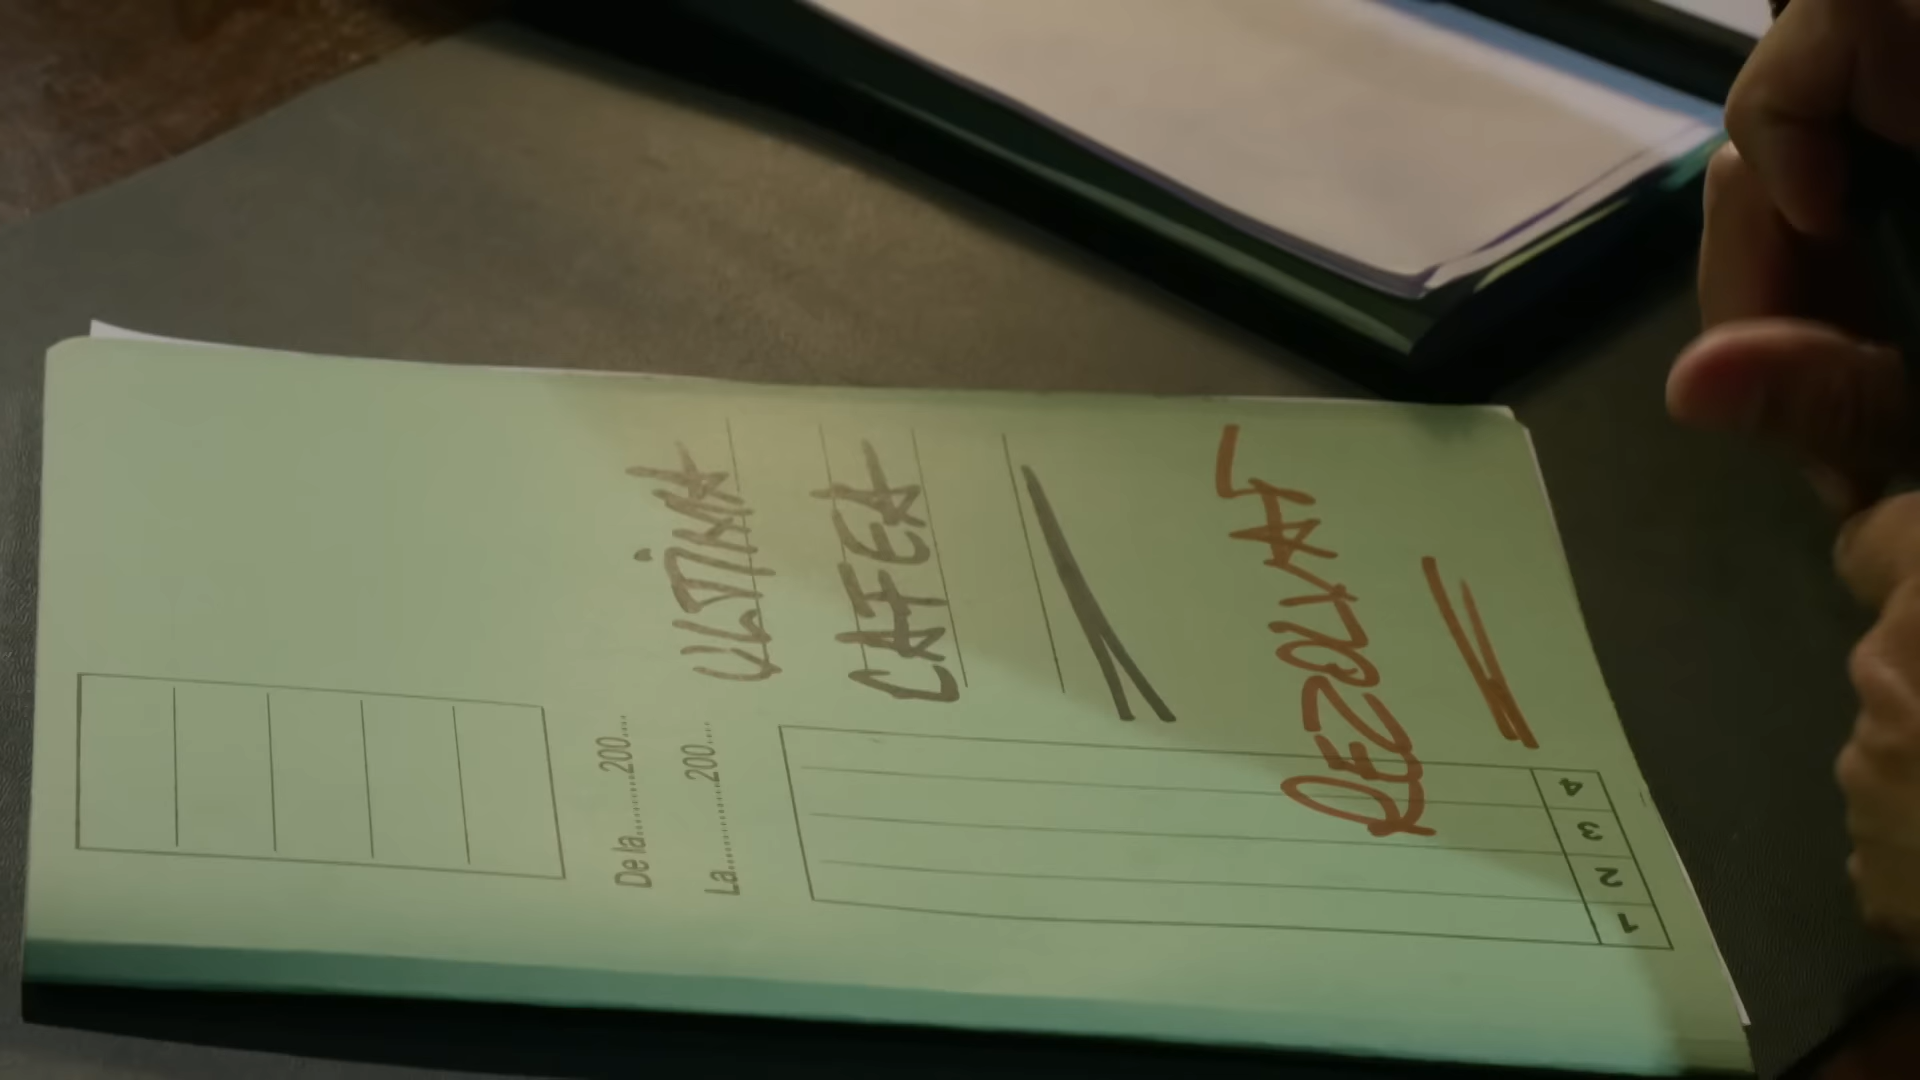 De la............200....
La............200....
ULTIMA
CAFEA
REZOLVAT
4
3
2
1